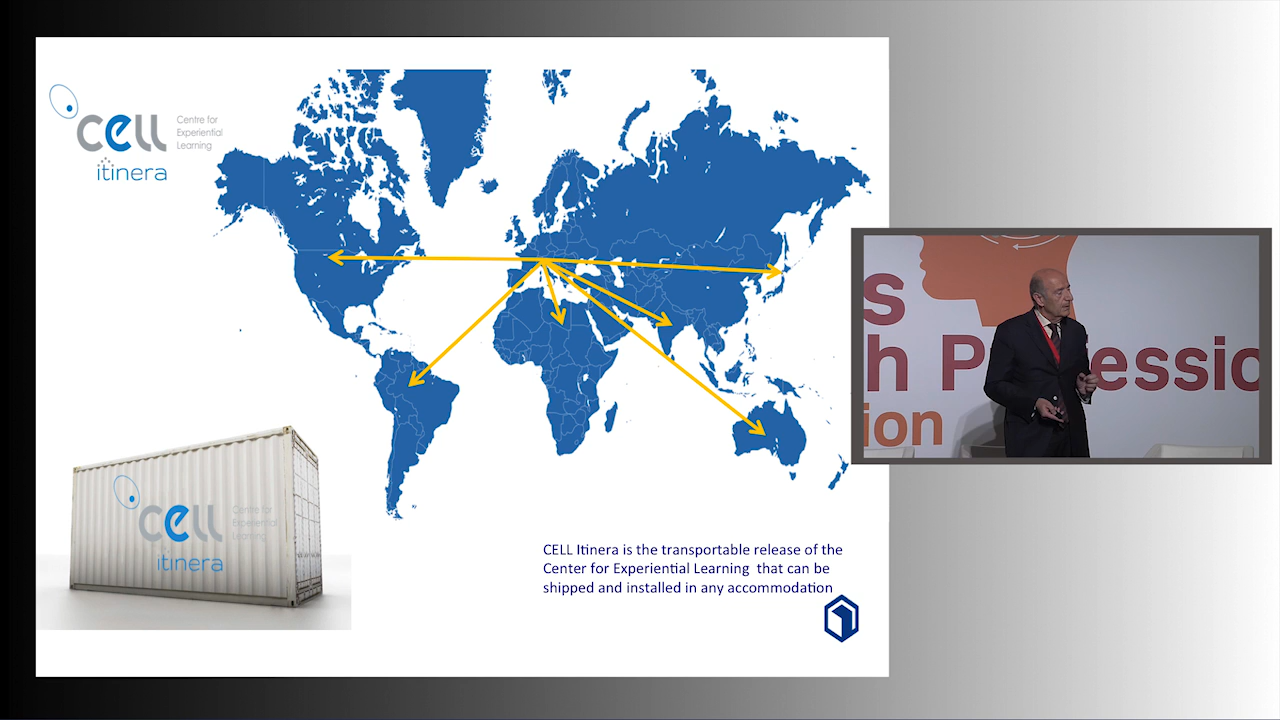 cell
Centre for
Experiential
Learning
itinera
cell
Centre for
Experiential
Learning
itinera
CELL Itinera is the transportable release of the
Center for Experiential Learning that can be
shipped and installed in any accommodation
s
h P essio
ion